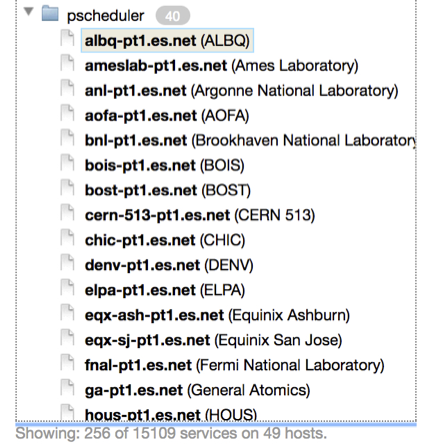 pscheduler 40
albq-pt1.es.net (ALBQ)
ameslab-pt1.es.net (Ames Laboratory)
anl-pt1.es.net (Argonne National Laboratory)
aofa-pt1.es.net (AOFA)
bnl-pt1.es.net (Brookhaven National Laboratory
bois-pt1.es.net (BOIS)
bost-pt1.es.net (BOST)
cern-513-pt1.es.net (CERN 513)
chic-pt1.es.net (CHIC)
denv-pt1.es.net (DENV)
elpa-pt1.es.net (ELPA)
eqx-ash-pt1.es.net (Equinix Ashburn)
eqx-sj-pt1.es.net (Equinix San Jose)
fnal-pt1.es.net (Fermi National Laboratory)
ga-pt1.es.net (General Atomics)
hous-pt1.es.net (HOUS)
Showing: 256 of 15109 services on 49 hosts.